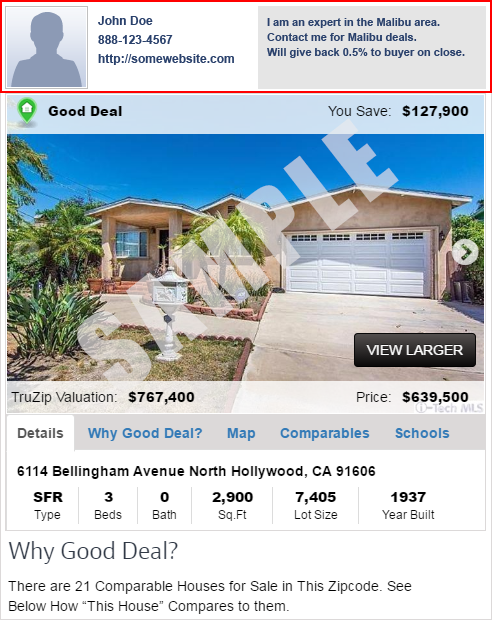 John Doe
888-123-4567
http://somewebsite.com
I am an expert in the Malibu area.
Contact me for Malibu deals.
Will give back 0.5% to buyer on close.
Good Deal
You Save: $127,900
SAMPLE
VIEW LARGER
TruZip Valuation: $767,400
Price: $639,500
i-Tech MLS
Details Why Good Deal? Map Comparables Schools
6114 Bellingham Avenue North Hollywood, CA 91606
SFR 3 0 2,900 7,405 1937
Type Beds Bath Sq.Ft Lot Size Year Built
Why Good Deal?
There are 21 Comparable Houses for Sale in This Zipcode. See
Below How “This House” Compares to them.